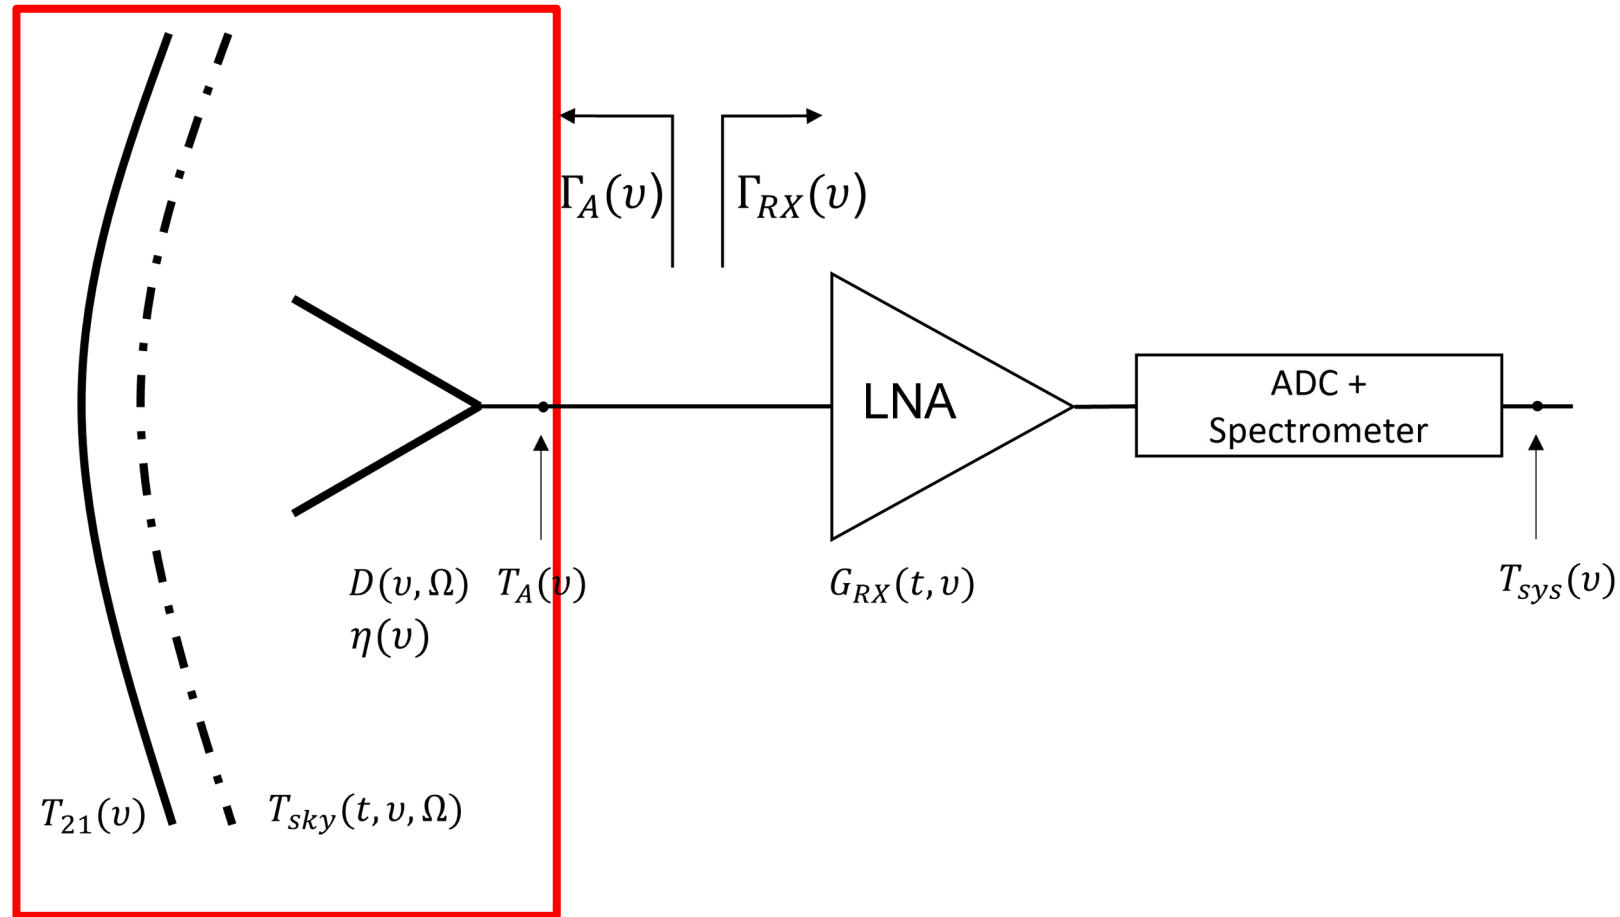 Γ_A(υ)
Γ_RX(υ)
LNA
ADC +
Spectrometer
D(υ, Ω)
η(υ)
T_A(υ)
G_RX(t, υ)
T_sys(υ)
T_21(υ)
T_sky(t, υ, Ω)